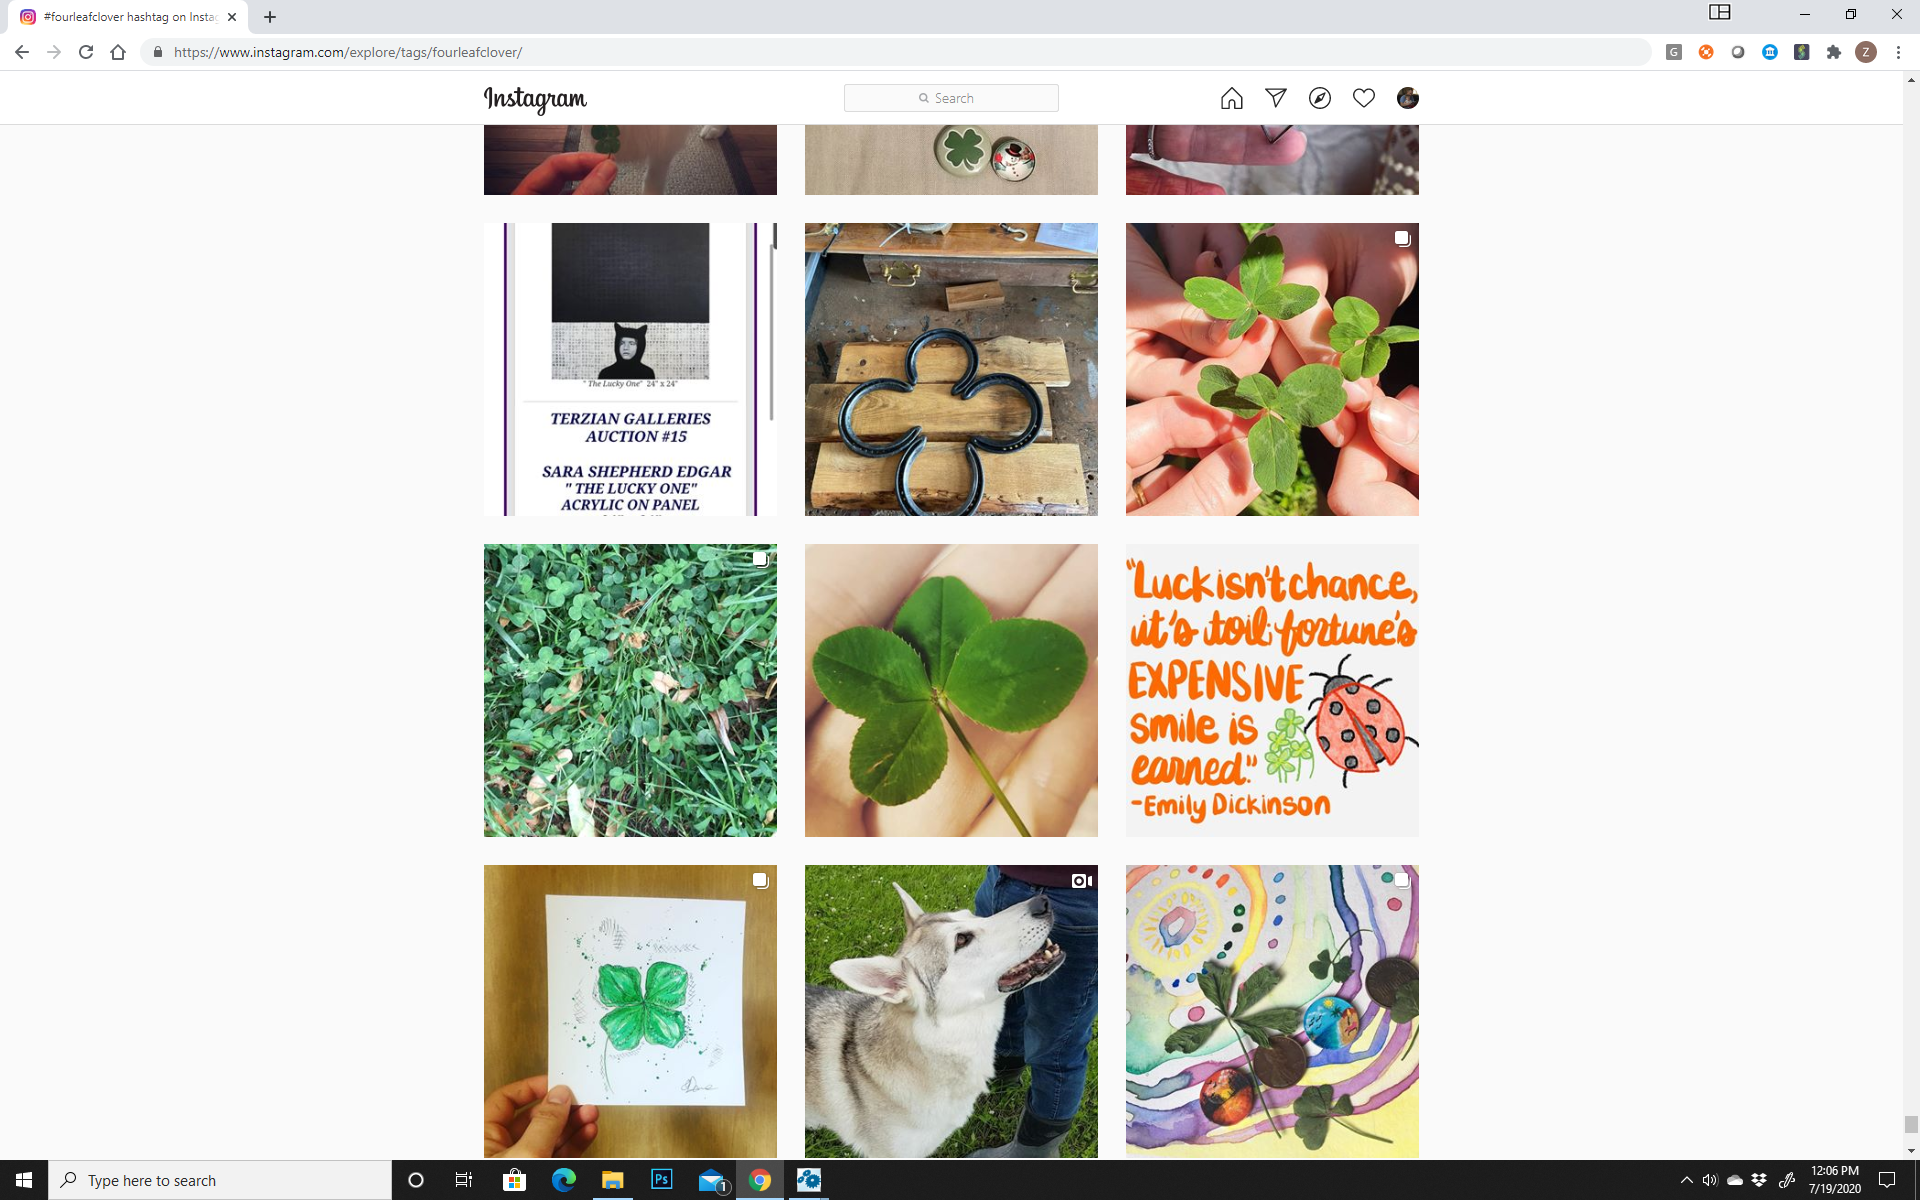 #fourleafclover hashtag on Insta
https://www.instagram.com/explore/tags/fourleafclover/
Z
Instagram
Search
"The Lucky One" 24" x 24"
TERZIAN GALLERIES
AUCTION #15
SARA SHEPHERD EDGAR
" THE LUCKY ONE"
ACRYLIC ON PANEL
"Luck isn't chance,
it's toil; fortune's
EXPENSIVE
smile is
earned."
-Emily Dickinson
Type here to search
Ps
1
12:06 PM
7/19/2020